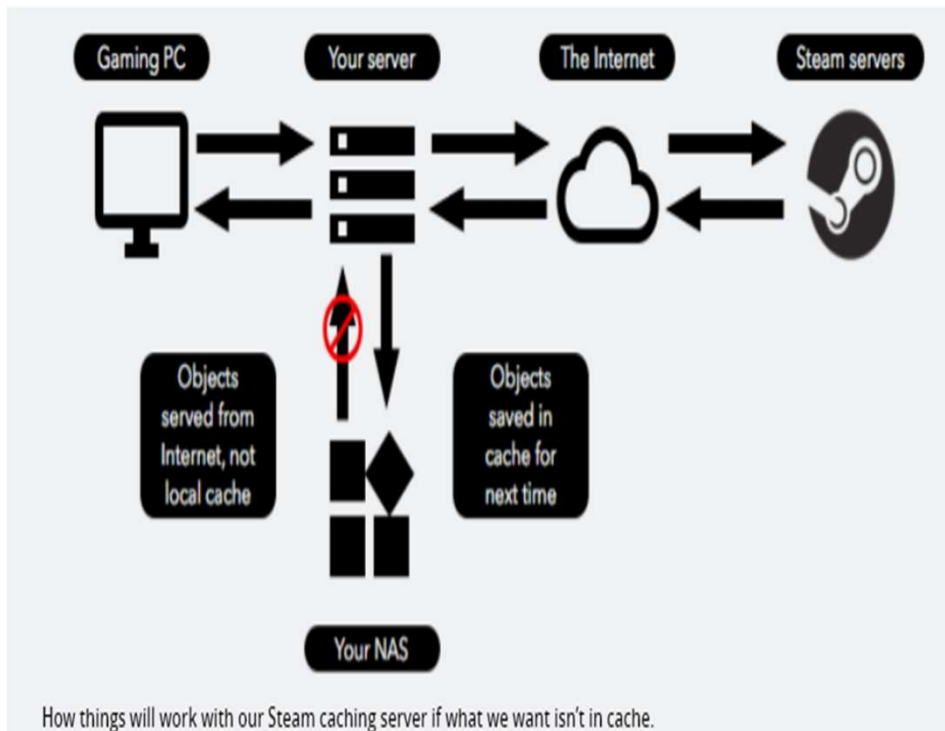 Gaming PC
Your server
The Internet
Steam servers
Objects
served from
Internet, not
local cache
Objects
saved in
cache for
next time
Your NAS
How things will work with our Steam caching server if what we want isn't in cache.